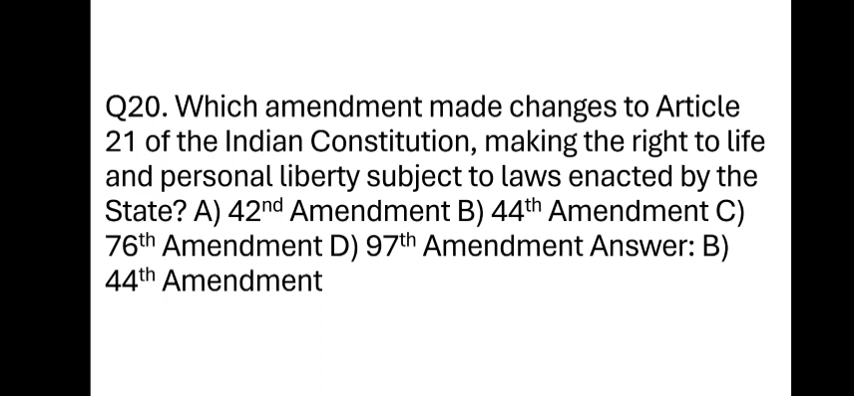 Q20. Which amendment made changes to Article
21 of the Indian Constitution, making the right to life
and personal liberty subject to laws enacted by the
State? A) 42nd Amendment B) 44th Amendment C)
76th Amendment D) 97th Amendment Answer: B)
44th Amendment